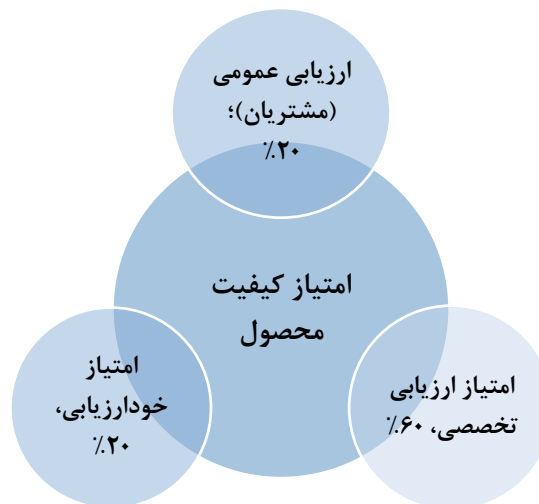 ارزیابی عمومی
(مشتریان)؛
۲۰٪
امتیاز کیفیت
محصول
امتیاز ارزیابی
تخصصی، ۶۰٪
امتیاز
خودارزیابی،
۲۰٪